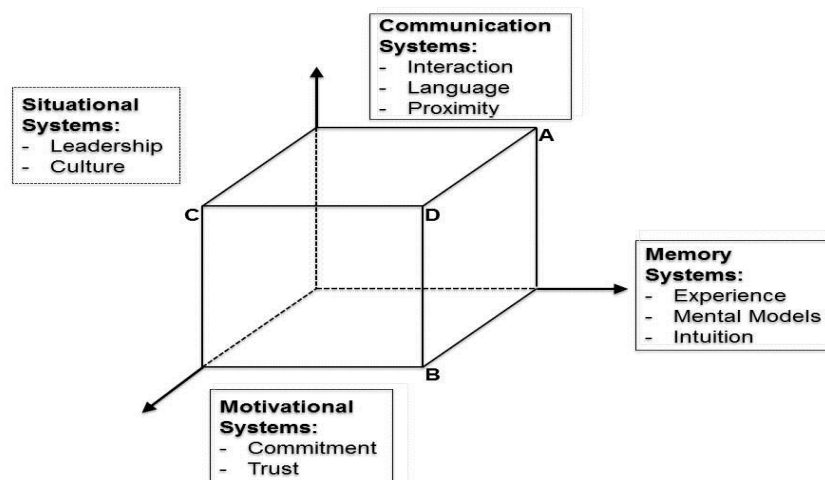 Communication
Systems:
- Interaction
- Language
- Proximity
Situational
Systems:
- Leadership
- Culture
A
C
D
Memory
Systems:
- Experience
- Mental Models
- Intuition
B
Motivational
Systems:
- Commitment
- Trust